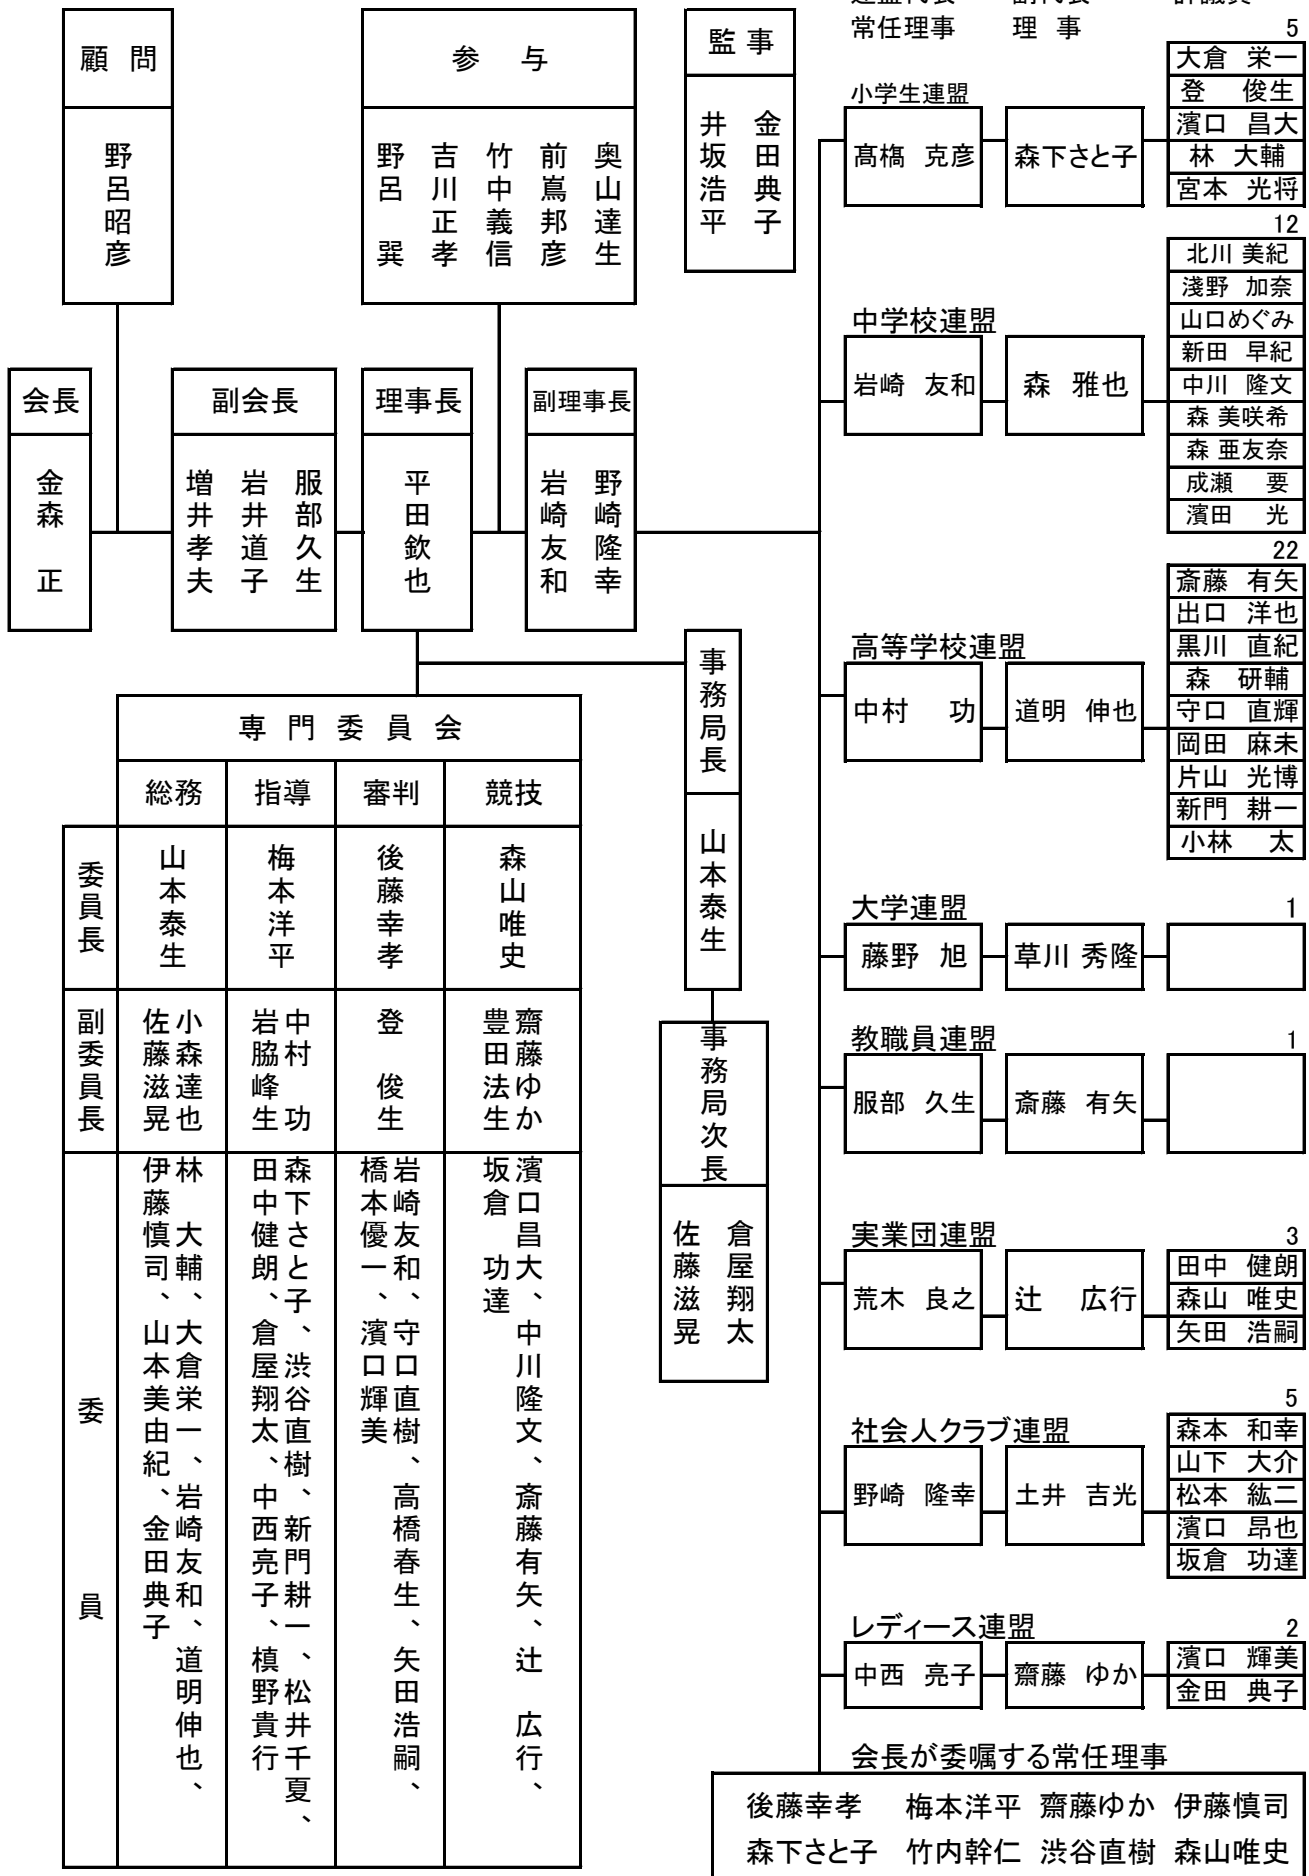 常任理事 理 事
顧 問
野呂昭彦
参 与
奥山達生
前嶌邦彦
竹中義信
吉川正孝
野呂 巽
監 事
金田典子
井坂浩平
会長
金森 正
副会長
服部久生
岩井道子
増井孝夫
理事長
平田欽也
副理事長
野崎隆幸
岩崎友和
事務局長
山本泰生
事務局次長
倉屋翔太
佐藤滋晃
専 門 委 員 会
総務 指導 審判 競技
委員長
山本泰生
梅本洋平
後藤幸孝
森山唯史
副委員長
小森達也
佐藤滋晃
中村 功
岩脇峰生
登 俊生
齋藤ゆか
豊田法生
委 員
林 大輔、大倉栄一、岩崎友和、道明伸也、
伊藤慎司、山本美由紀、金田典子
森下さと子、渋谷直樹、新門耕一、松井千夏、
田中健朗、倉屋翔太、中西亮子、槙野貴行
岩崎友和、守口直樹、高橋春生、矢田浩嗣、
橋本優一、濱口輝美
濱口昌大、中川隆文、斎藤有矢、辻 広行、
坂倉 功達
小学生連盟
髙槗 克彦
森下さと子
5
大倉 栄一
登 俊生
濱口 昌大
林 大輔
宮本 光将
中学校連盟
岩崎 友和
森 雅也
12
北川 美紀
淺野 加奈
山口めぐみ
新田 早紀
中川 隆文
森 美咲希
森 亜友奈
成瀬 要
濱田 光
高等学校連盟
中村 功
道明 伸也
22
斎藤 有矢
出口 洋也
黒川 直紀
森 研輔
守口 直輝
岡田 麻未
片山 光博
新門 耕一
小林 太
大学連盟
藤野 旭
草川 秀隆
1
教職員連盟
服部 久生
斎藤 有矢
1
実業団連盟
荒木 良之
辻 広行
3
田中 健朗
森山 唯史
矢田 浩嗣
社会人クラブ連盟
野崎 隆幸
土井 吉光
5
森本 和幸
山下 大介
松本 紘二
濱口 昂也
坂倉 功達
レディース連盟
中西 亮子
齋藤 ゆか
2
濱口 輝美
金田 典子
会長が委嘱する常任理事
後藤幸孝 梅本洋平 齋藤ゆか 伊藤慎司
森下さと子 竹内幹仁 渋谷直樹 森山唯史